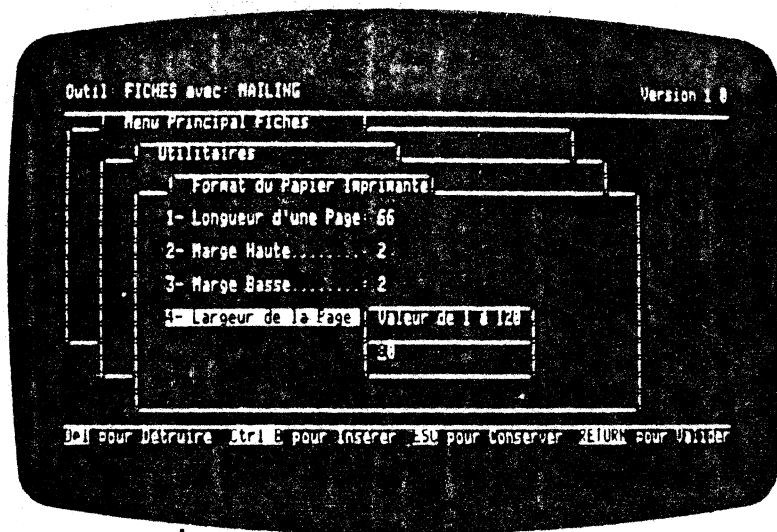 Outil: FICHES avec: MAILING Version 1.0
Menu Principal Fiches
Utilitaires
Format du Papier Imprimante
1- Longueur d'une Page: 66
2- Marge Haute........: 2
3- Marge Basse........: 2
4- Largeur de la Page
Valeur de 1 à 120
80
Del pour Détruire Ctrl E pour Insérer ESC pour Conserver RETURN pour Valider